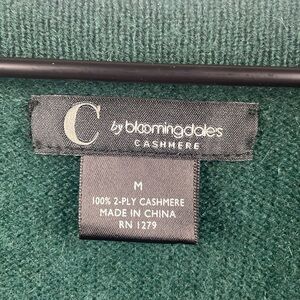 C by bloomingdales
CASHMERE
M
100% 2-PLY CASHMERE
MADE IN CHINA
RN 1279